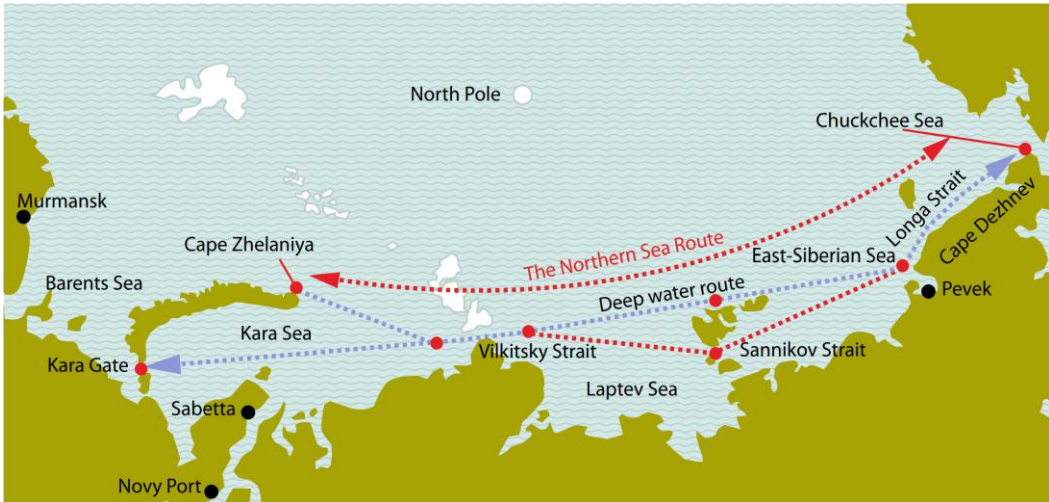 North Pole
Chuckchee Sea
Murmansk
Longa Strait
Cape Dezhnev
Cape Zhelaniya
The Northern Sea Route
East-Siberian Sea
Barents Sea
Deep water route
Pevek
Kara Sea
Vilkitsky Strait
Sannikov Strait
Kara Gate
Laptev Sea
Sabetta
Novy Port